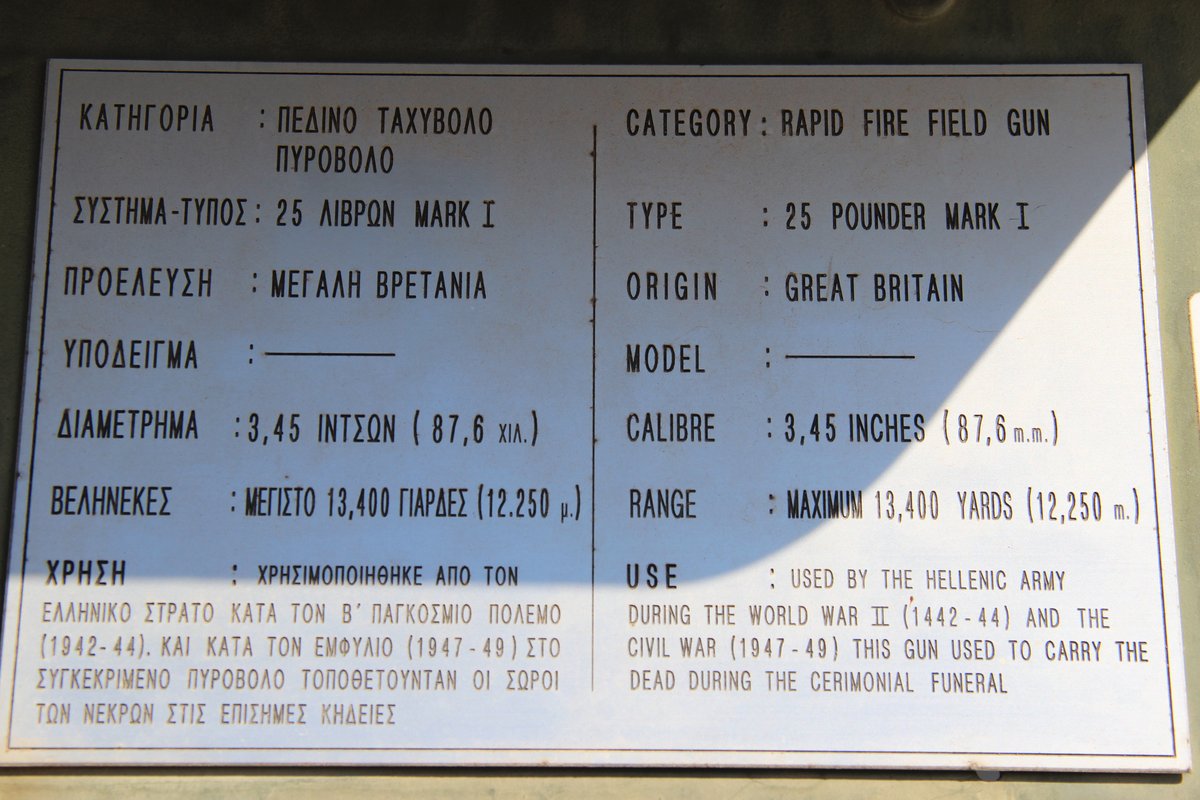 ΚΑΤΗΓΟΡΙΑ : ΠΕΔΙΝΟ ΤΑΧΥΒΟΛΟ
ΠΥΡΟΒΟΛΟ
ΣΥΣΤΗΜΑ-ΤΥΠΟΣ : 25 ΛΙΒΡΩΝ MARK I
ΠΡΟΕΛΕΥΣΗ : ΜΕΓΑΛΗ ΒΡΕΤΑΝΙΑ
ΥΠΟΔΕΙΓΜΑ : ———
ΔΙΑΜΕΤΡΗΜΑ : 3,45 ΙΝΤΣΩΝ ( 87,6 ΧΙΛ.)
ΒΕΛΗΝΕΚΕΣ : ΜΕΓΙΣΤΟ 13,400 ΓΙΑΡΔΕΣ (12.250 μ.)
ΧΡΗΣΗ : ΧΡΗΣΙΜΟΠΟΙΗΘΗΚΕ ΑΠΟ ΤΟΝ
ΕΛΛΗΝΙΚΟ ΣΤΡΑΤΟ ΚΑΤΑ ΤΟΝ Β΄ ΠΑΓΚΟΣΜΙΟ ΠΟΛΕΜΟ
(1942-44). ΚΑΙ ΚΑΤΑ ΤΟΝ ΕΜΦΥΛΙΟ (1947-49) ΣΤΟ
ΣΥΓΚΕΚΡΙΜΕΝΟ ΠΥΡΟΒΟΛΟ ΤΟΠΟΘΕΤΟΥΝΤΑΝ ΟΙ ΣΩΡΟΙ
ΤΩΝ ΝΕΚΡΩΝ ΣΤΙΣ ΕΠΙΣΗΜΕΣ ΚΗΔΕΙΕΣ
CATEGORY : RAPID FIRE FIELD GUN
TYPE : 25 POUNDER MARK I
ORIGIN : GREAT BRITAIN
MODEL : ———
CALIBRE : 3,45 INCHES (87,6 m.m.)
RANGE : MAXIMUM 13,400 YARDS (12,250 m.)
USE : USED BY THE HELLENIC ARMY
DURING THE WORLD WAR II (1442-44) AND THE
CIVIL WAR (1947-49) THIS GUN USED TO CARRY THE
DEAD DURING THE CERIMONIAL FUNERAL